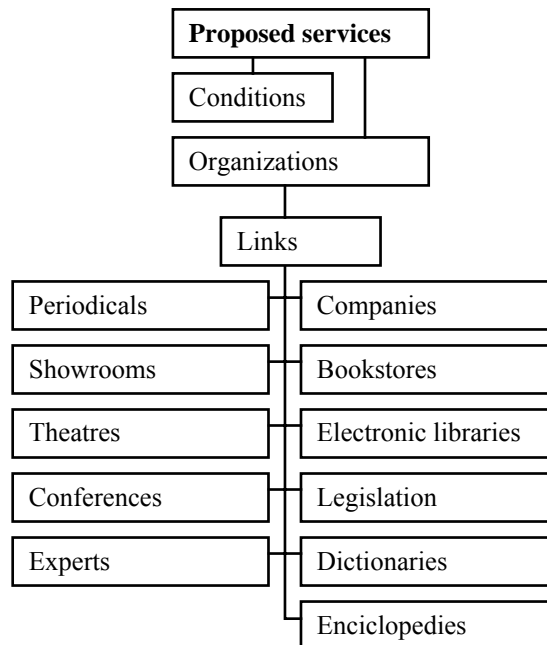 Proposed services
Conditions
Organizations
Links
Periodicals
Companies
Showrooms
Bookstores
Theatres
Electronic libraries
Conferences
Legislation
Experts
Dictionaries
Enciclopedies